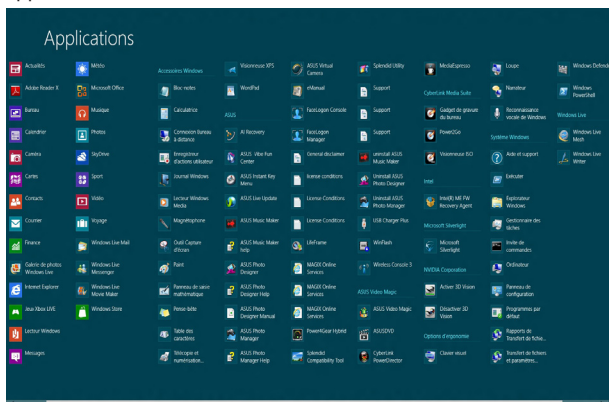 Applications
Actualités
Adobe Reader X
Bureau
Calendrier
Caméra
Cartes
Contacts
Courrier
Finance
Galerie de photos
Windows Live
Internet Explorer
Jeux Xbox LIVE
Lecteur Windows
Messages
Météo
Microsoft Office
Musique
Photos
SkyDrive
Sport
Vidéo
Voyage
Windows Live Mail
Windows Live
Messenger
Windows Live
Movie Maker
Windows Store
Accessoires Windows
Bloc-notes
Calculatrice
Connexion Bureau
à distance
Enregistreur
d'actions utilisateur
Journal Windows
Lecteur Windows
Media
Magnétophone
Outil Capture
d'écran
Paint
Panneau de saisie
mathématique
Pense-bête
Table des
caractères
Télécopie et
numérisation...
Visionneuse XPS
WordPad
ASUS
AI Recovery
ASUS Vibe Fun
Center
ASUS Instant Key
Menu
ASUS Live Update
ASUS Music Maker
ASUS Music Maker
help
ASUS Photo
Designer
ASUS Photo
Designer Help
ASUS Photo
Designer Manual
ASUS Photo
Manager
ASUS Photo
Manager Help
ASUS Virtual
Camera
eManual
FaceLogon Console
FaceLogon
Manager
General disclaimer
license conditions
License Conditions
License Conditions
LifeFrame
MAGIX Online
Services
MAGIX Online
Services
MAGIX Online
Services
Power4Gear Hybrid
Splendid
Compatibility Tool
Splendid Utility
Support
Support
Support
uninstall ASUS
Music Maker
Uninstall ASUS
Photo Designer
Uninstall ASUS
Photo Manager
USB Charger Plus
WinFlash
Wireless Console 3
ASUS Video Magic
ASUS Video Magic
ASUSDVD
CyberLink
PowerDirector
MediaEspresso
CyberLink Media Suite
Gadget de gravure
du bureau
Power2Go
Visionneuse ISO
Intel
Intel(R) ME FW
Recovery Agent
Microsoft Silverlight
Microsoft
Silverlight
NVIDIA Corporation
Activer 3D Vision
Désactiver 3D
Vision
Options d'ergonomie
Clavier visuel
Loupe
Narrateur
Reconnaissance
vocale de Windows
Système Windows
Aide et support
Exécuter
Explorateur
Windows
Gestionnaire des
tâches
Invite de
commandes
Ordinateur
Panneau de
configuration
Programmes par
défaut
Rapports de
Transfert de fichie...
Transfert de fichiers
et paramètres...
Windows Defend
Windows
PowerShell
Windows Live
Windows Live
Mesh
Windows Live
Writer